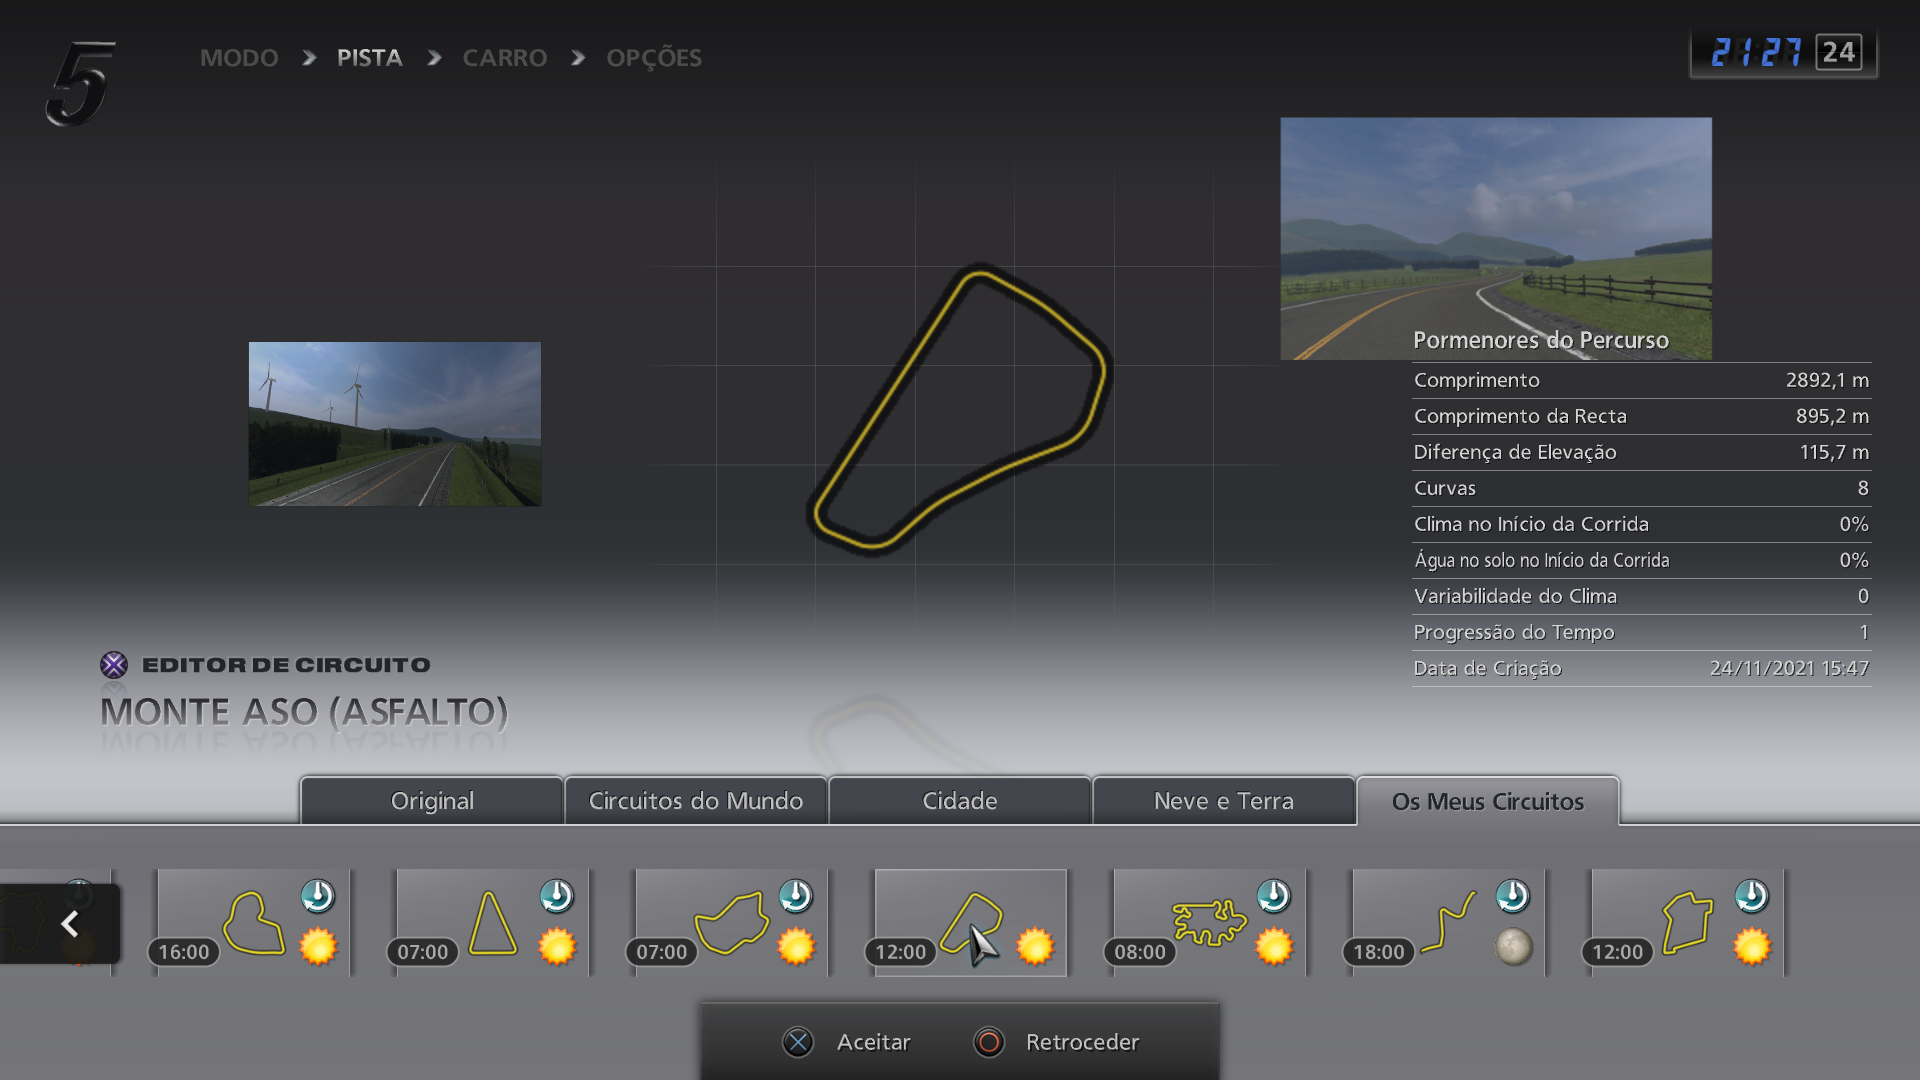 5
MODO PISTA CARRO OPÇÕES
21:27 24
Pormenores do Percurso
Comprimento 2892,1 m
Comprimento da Recta 895,2 m
Diferença de Elevação 115,7 m
Curvas 8
Clima no Início da Corrida 0%
Água no solo no Início da Corrida 0%
Variabilidade do Clima 0
Progressão do Tempo 1
Data de Criação 24/11/2021 15:47
EDITOR DE CIRCUITO
MONTE ASO (ASFALTO)
Original Circuitos do Mundo Cidade Neve e Terra Os Meus Circuitos
16:00 07:00 07:00 12:00 08:00 18:00 12:00
Aceitar Retroceder